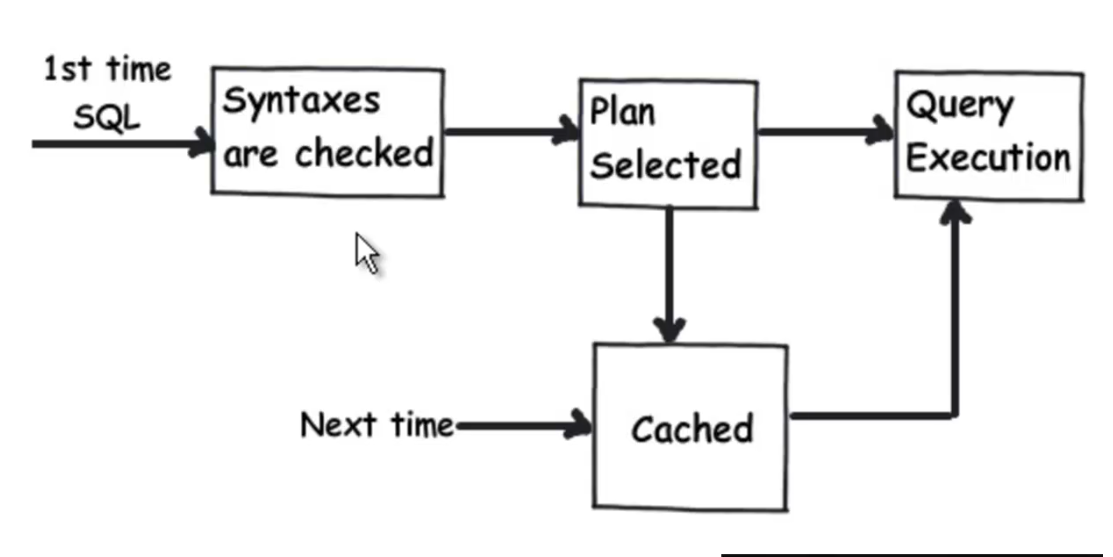 1st time
SQL
Syntaxes
are checked
Plan
Selected
Query
Execution
Next time
Cached